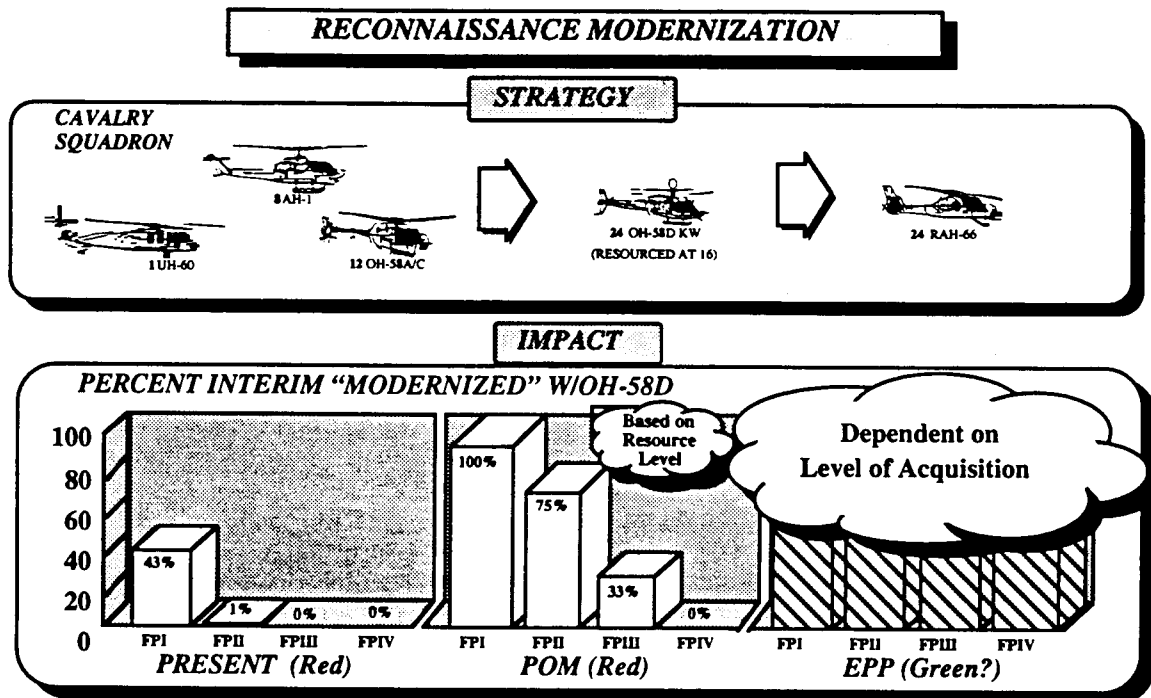 RECONNAISSANCE MODERNIZATION
STRATEGY
CAVALRY
SQUADRON
8 AH-1
1 UH-60
12 OH-58A/C
24 OH-58D KW
(RESOURCED AT 16)
24 RAH-66
IMPACT
PERCENT INTERIM “MODERNIZED” W/OH-58D
100
80
60
40
20
0
43%
1%
0%
0%
FPI FPII FPIII FPIV
PRESENT (Red)
100%
75%
33%
0%
Based on
Resource
Level
FPI FPII FPIII FPIV
POM (Red)
Dependent on
Level of Acquisition
FPI FPII FPIII FPIV
EPP (Green?)